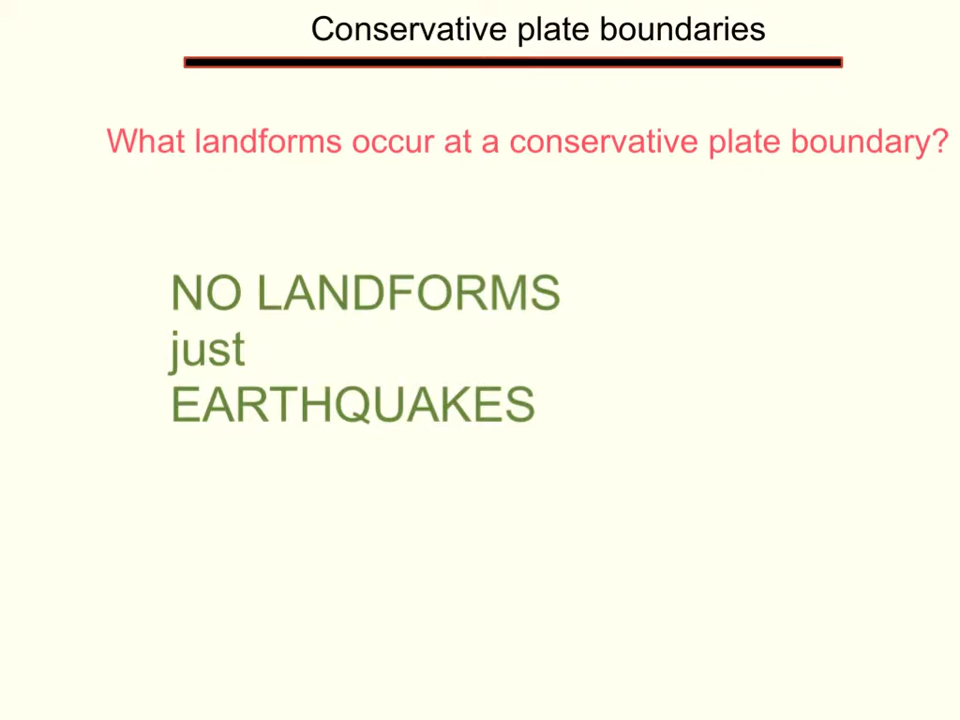 Conservative plate boundaries
What landforms occur at a conservative plate boundary?
NO LANDFORMS
just
EARTHQUAKES